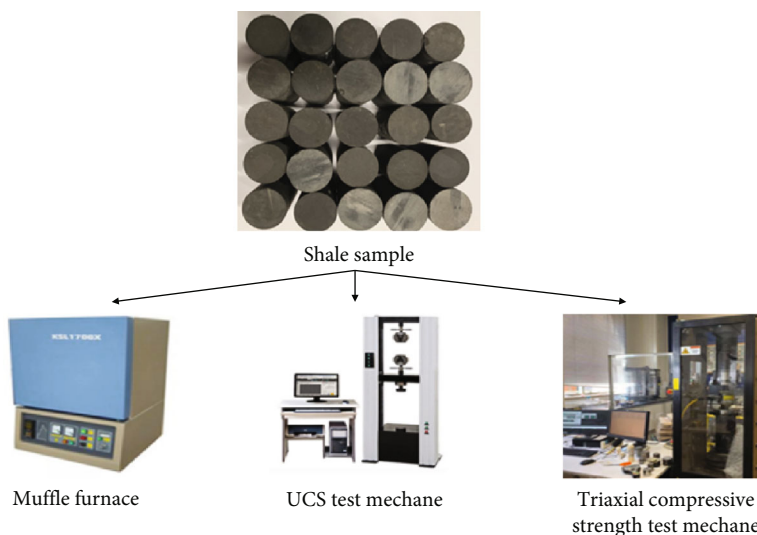 Shale sample
KSL1700X
Muffle furnace
UCS test mechane
Triaxial compressive
strength test mechane